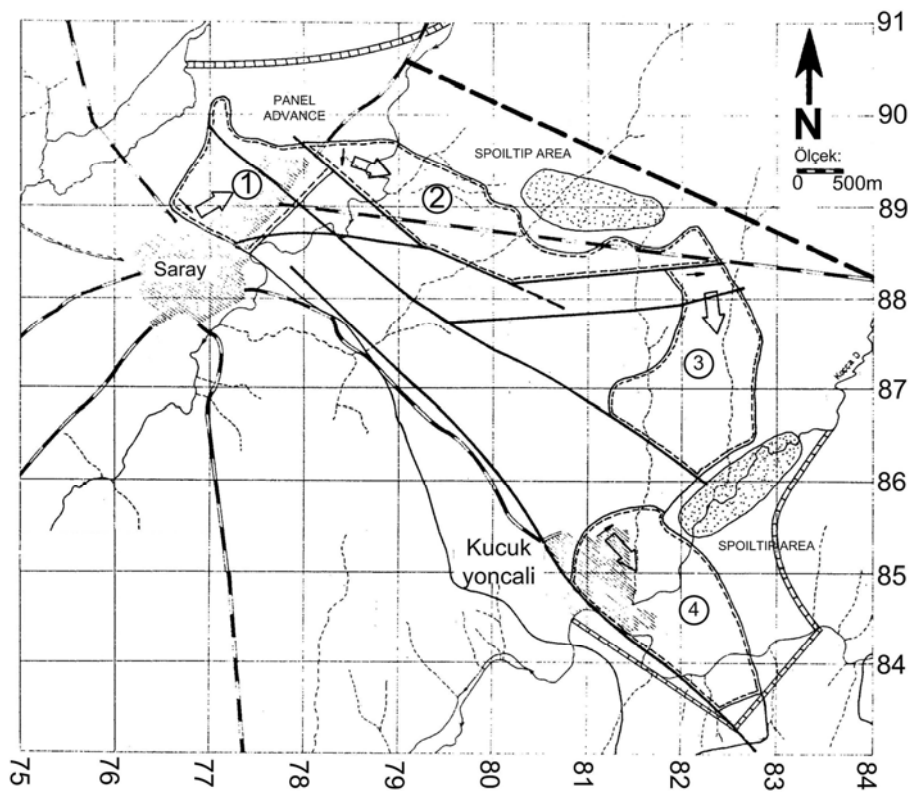 91
90
89
88
87
86
85
84
N
Ölçek:
0 500m
PANEL
ADVANCE
SPOILTIP AREA
1
2
3
4
Saray
Koca D
Kucuk
yoncali
SPOILTIP AREA
75
76
77
78
79
80
81
82
83
84